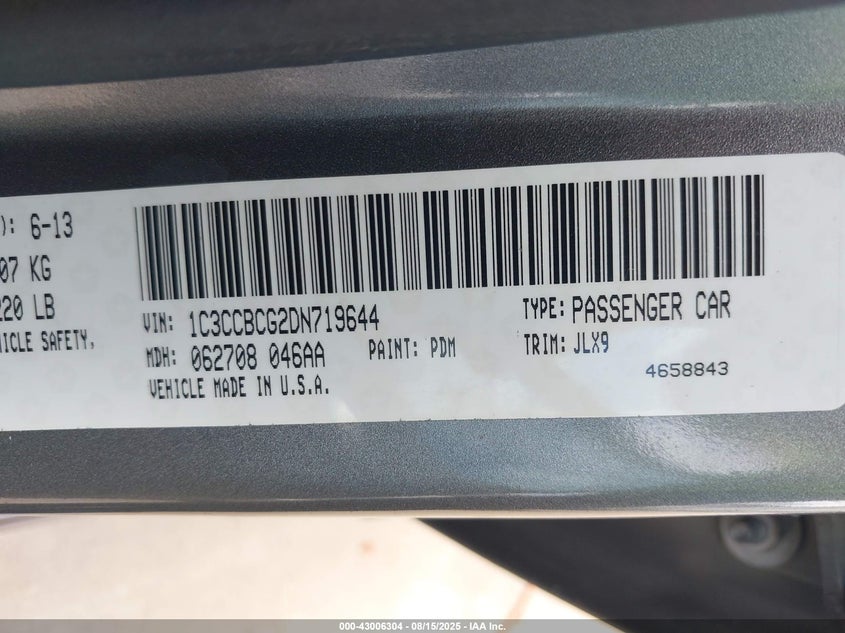 ): 6-13
07 KG
220 LB
HICLE SAFETY,
VIN: 1C3CCBCG2DN719644
TYPE: PASSENGER CAR
MDH: 062708 046AA
PAINT: PDM
TRIM: JLX9
VEHICLE MADE IN U.S.A.
4658843
000-43006304 - 08/15/2025 - IAA Inc.